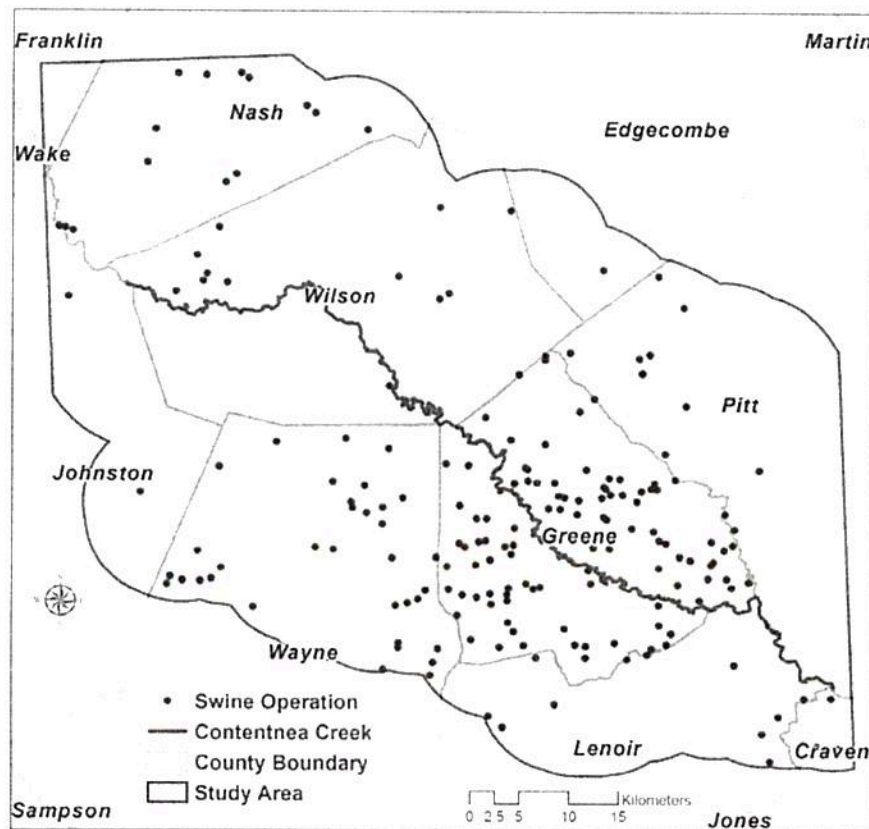 Franklin
Martin
Nash
Edgecombe
Wake
Wilson
Pitt
Johnston
Greene
Wayne
Swine Operation
Contentnea Creek
County Boundary
Study Area
Lenoir
Craven
Kilometers
0 2.5 5 10 15
Sampson
Jones